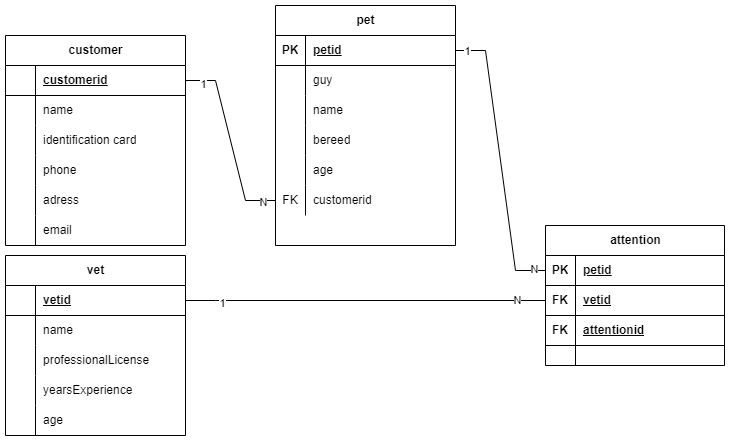 customer
customerid
name
identification card
phone
adress
email
pet
PK petid
guy
name
bereed
age
FK customerid
1
N
1
N
vet
vetid
name
professionalLicense
yearsExperience
age
1
N
attention
PK petid
FK vetid
FK attentionid